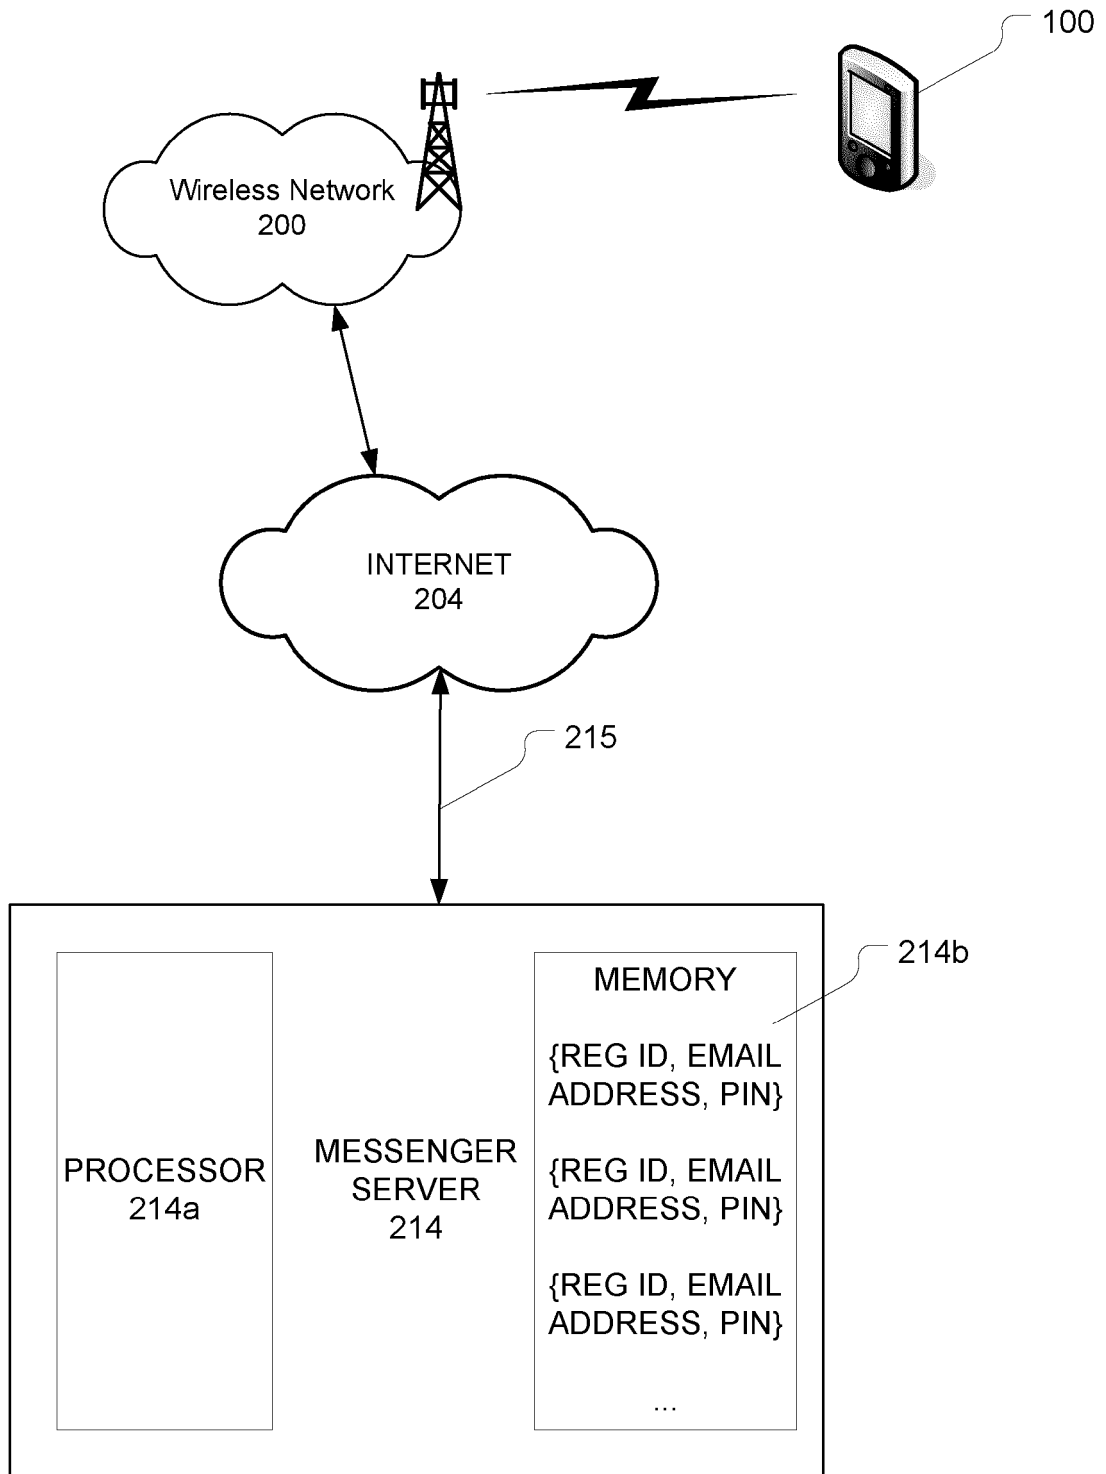 100
Wireless Network
200
INTERNET
204
215
214b
MEMORY
{REG ID, EMAIL
ADDRESS, PIN}
{REG ID, EMAIL
ADDRESS, PIN}
{REG ID, EMAIL
ADDRESS, PIN}
...
MESSENGER
SERVER
214
PROCESSOR
214a